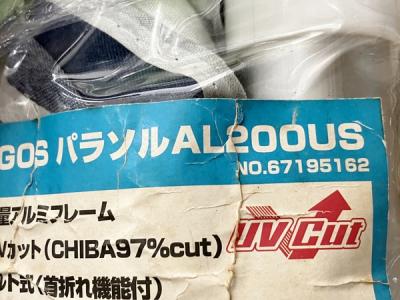 GOS パラソルAL200US
NO.67195162
量アルミフレーム
Vカット(CHIBA97%cut)
UV Cut
ルト式〈首折れ機能付)